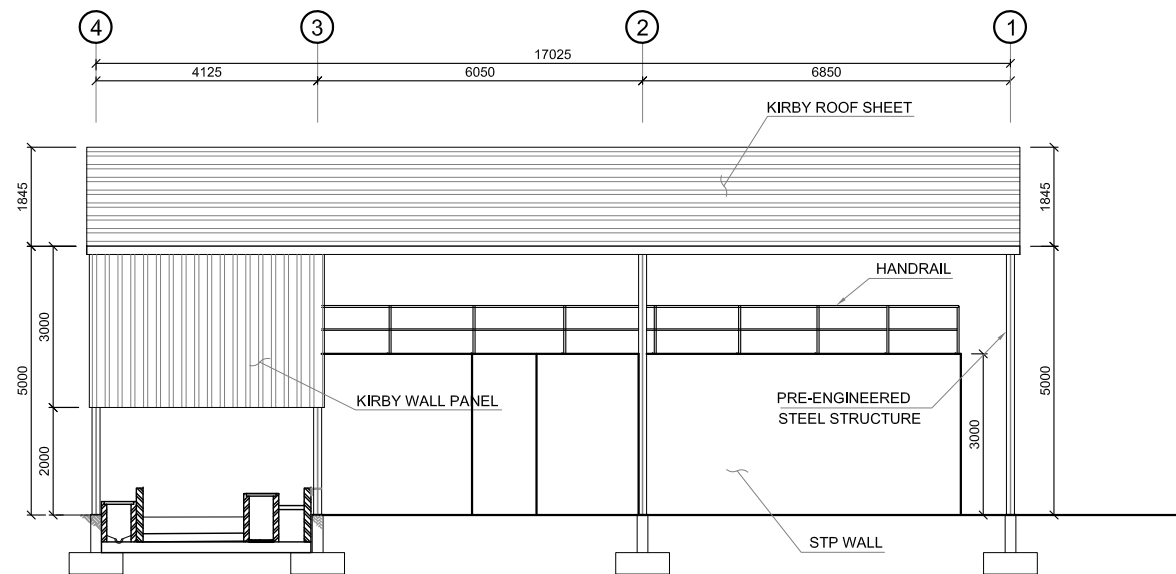 4
3
2
1
17025
4125
6050
6850
KIRBY ROOF SHEET
1845
1845
HANDRAIL
3000
5000
5000
KIRBY WALL PANEL
PRE-ENGINEERED
STEEL STRUCTURE
3000
2000
STP WALL